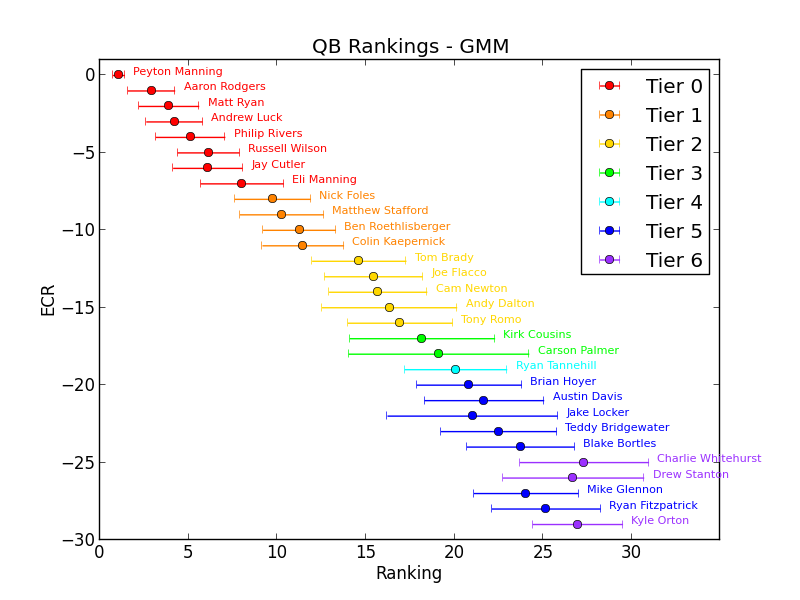 QB Rankings - GMM
0
−5
−10
−15
−20
−25
−30
ECR
Peyton Manning
Aaron Rodgers
Matt Ryan
Andrew Luck
Philip Rivers
Russell Wilson
Jay Cutler
Eli Manning
Nick Foles
Matthew Stafford
Ben Roethlisberger
Colin Kaepernick
Tom Brady
Joe Flacco
Cam Newton
Andy Dalton
Tony Romo
Kirk Cousins
Carson Palmer
Ryan Tannehill
Brian Hoyer
Austin Davis
Jake Locker
Teddy Bridgewater
Blake Bortles
Charlie Whitehurst
Drew Stanton
Mike Glennon
Ryan Fitzpatrick
Kyle Orton
Tier 0
Tier 1
Tier 2
Tier 3
Tier 4
Tier 5
Tier 6
0 5 10 15 20 25 30
Ranking